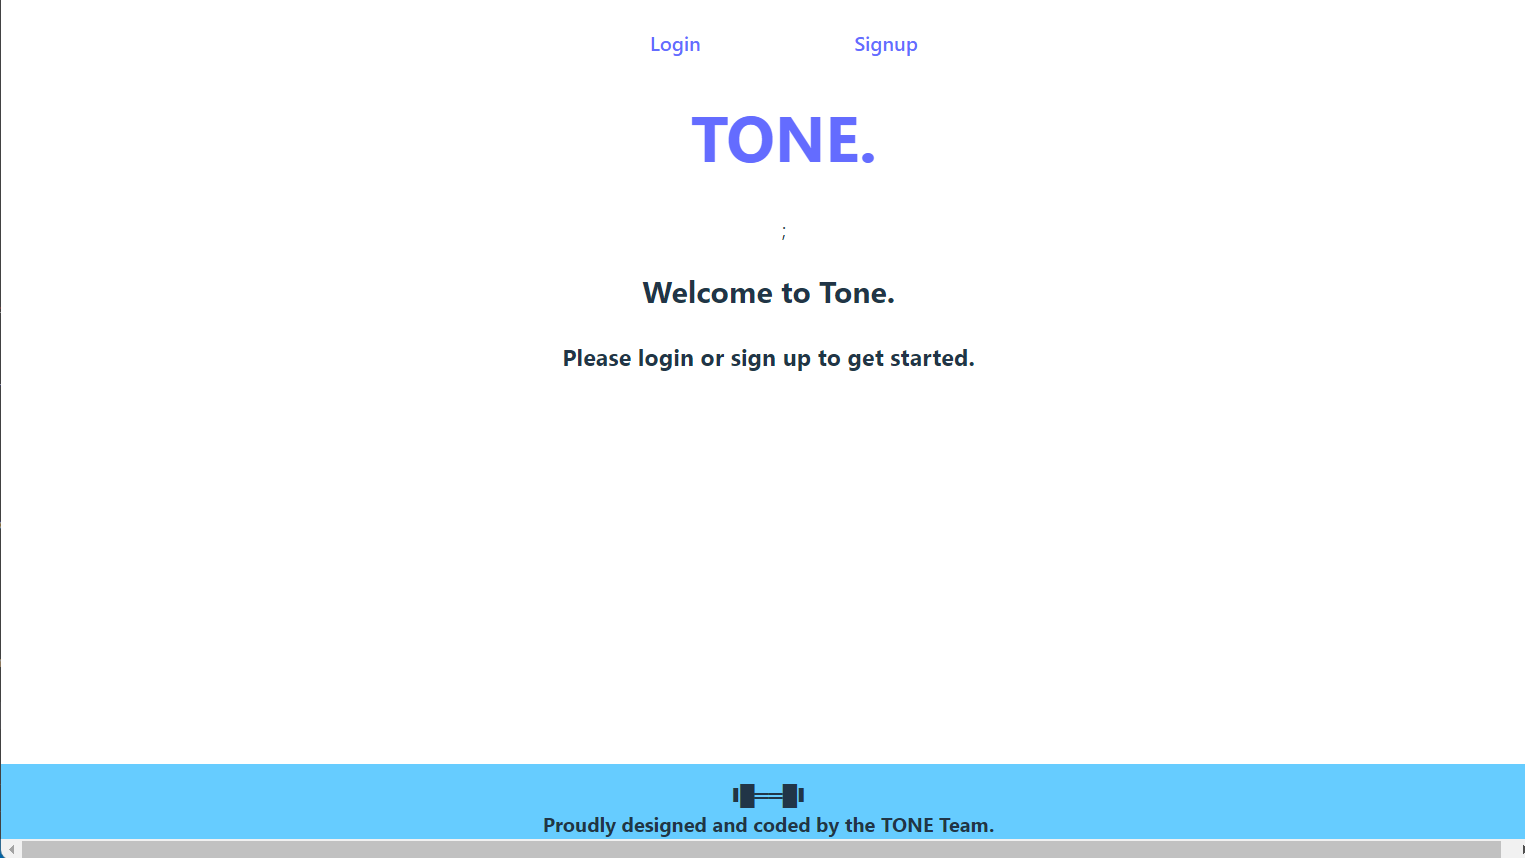 Login Signup
TONE.
;
Welcome to Tone.
Please login or sign up to get started.
Proudly designed and coded by the TONE Team.